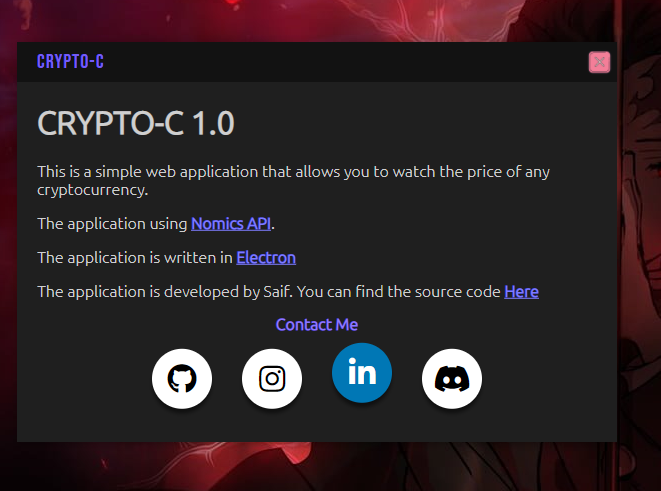 CRYPTO-C
CRYPTO-C 1.0
This is a simple web application that allows you to watch the price of any
cryptocurrency.
The application using Nomics API.
The application is written in Electron
The application is developed by Saif. You can find the source code Here
Contact Me
in